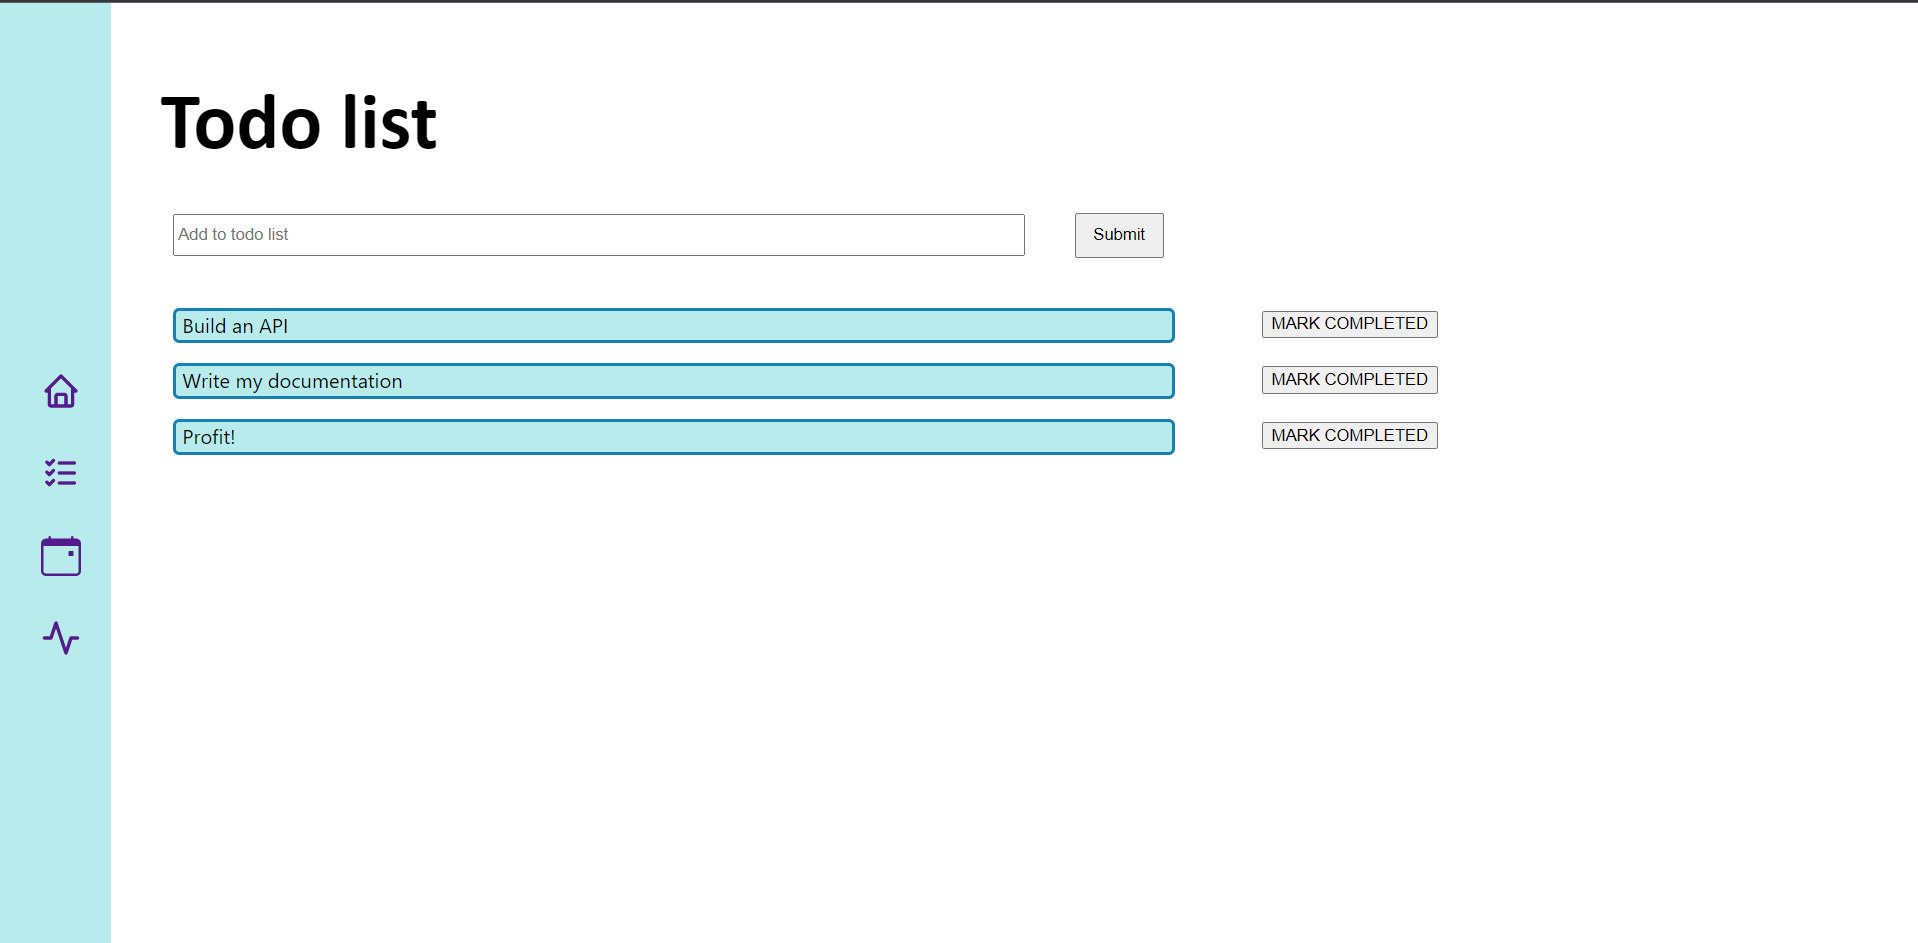 Todo list
Add to todo list
Submit
Build an API
MARK COMPLETED
Write my documentation
MARK COMPLETED
Profit!
MARK COMPLETED